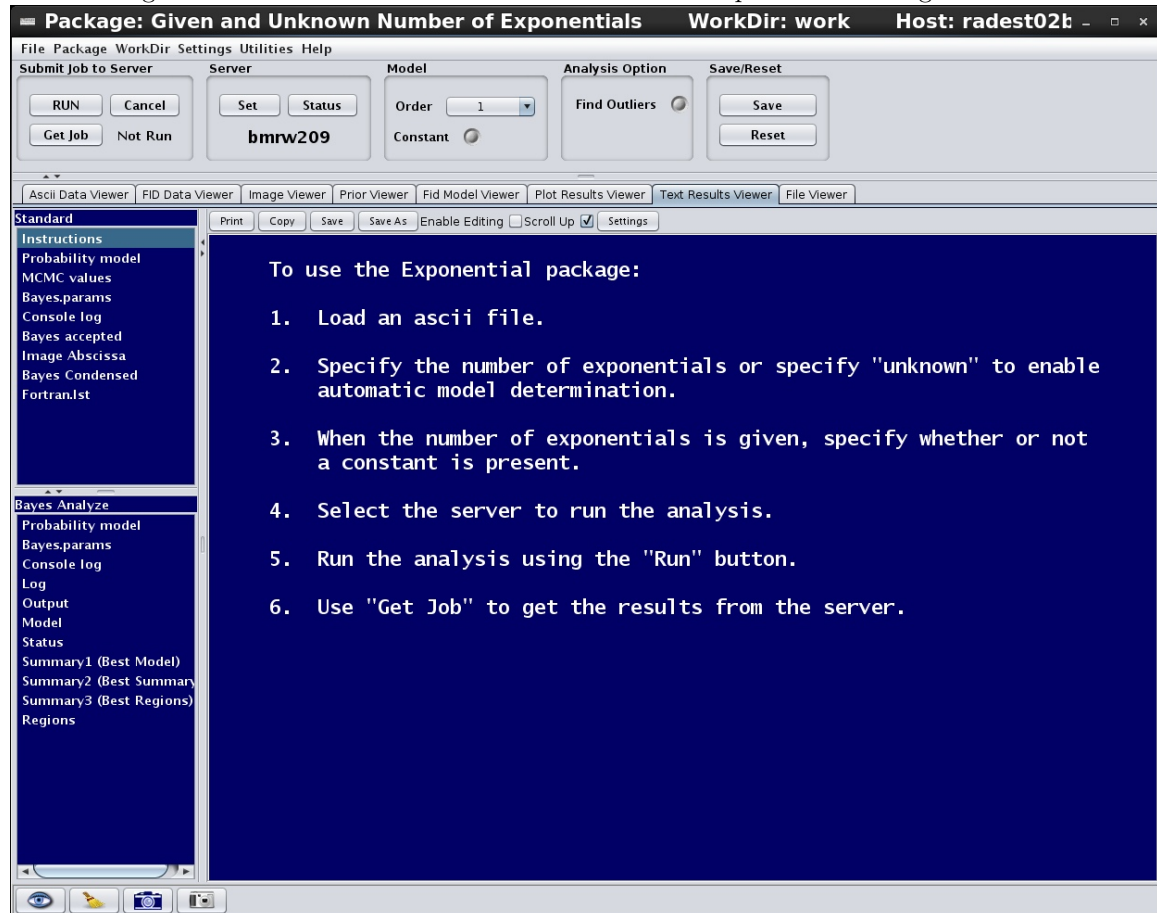 Package: Given and Unknown Number of Exponentials WorkDir: work Host: radest02b
File Package WorkDir Settings Utilities Help
Submit Job to Server Server Model Analysis Option Save/Reset
RUN Cancel Set Status Order 1 Find Outliers Save
Get Job Not Run bmrw209 Constant Reset
Ascii Data Viewer FID Data Viewer Image Viewer Prior Viewer Fid Model Viewer Plot Results Viewer Text Results Viewer File Viewer
Standard
Print Copy Save Save As Enable Editing Scroll Up Settings
Instructions
Probability model
MCMC values
Bayes.params
Console log
Bayes accepted
Image Abscissa
Bayes Condensed
Fortran.lst
Bayes Analyze
Probability model
Bayes.params
Console log
Log
Output
Model
Status
Summary1 (Best Model)
Summary2 (Best Summary
Summary3 (Best Regions)
Regions
To use the Exponential package:
1. Load an ascii file.
2. Specify the number of exponentials or specify "unknown" to enable
automatic model determination.
3. When the number of exponentials is given, specify whether or not
a constant is present.
4. Select the server to run the analysis.
5. Run the analysis using the "Run" button.
6. Use "Get Job" to get the results from the server.